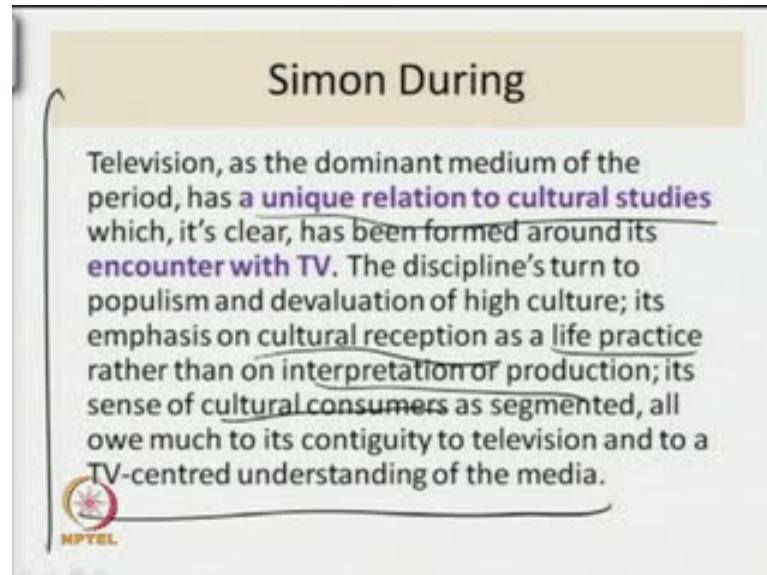 Simon During
Television, as the dominant medium of the
period, has a unique relation to cultural studies
which, it's clear, has been formed around its
encounter with TV. The discipline's turn to
populism and devaluation of high culture; its
emphasis on cultural reception as a life practice
rather than on interpretation or production; its
sense of cultural consumers as segmented, all
owe much to its contiguity to television and to a
TV-centred understanding of the media.
NPTEL